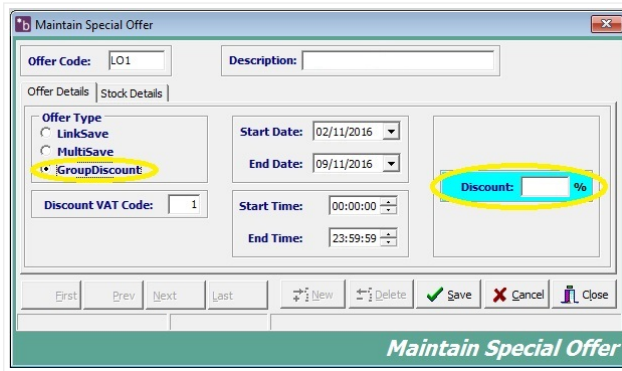 b Maintain Special Offer
Offer Code: LO1 Description:
Offer Details Stock Details
Offer Type
LinkSave
MultiSave
GroupDiscount
Discount VAT Code: 1
Start Date: 02/11/2016
End Date: 09/11/2016
Start Time: 00:00:00
End Time: 23:59:59
Discount: %
First Prev Next Last New Delete Save Cancel Close
Maintain Special Offer